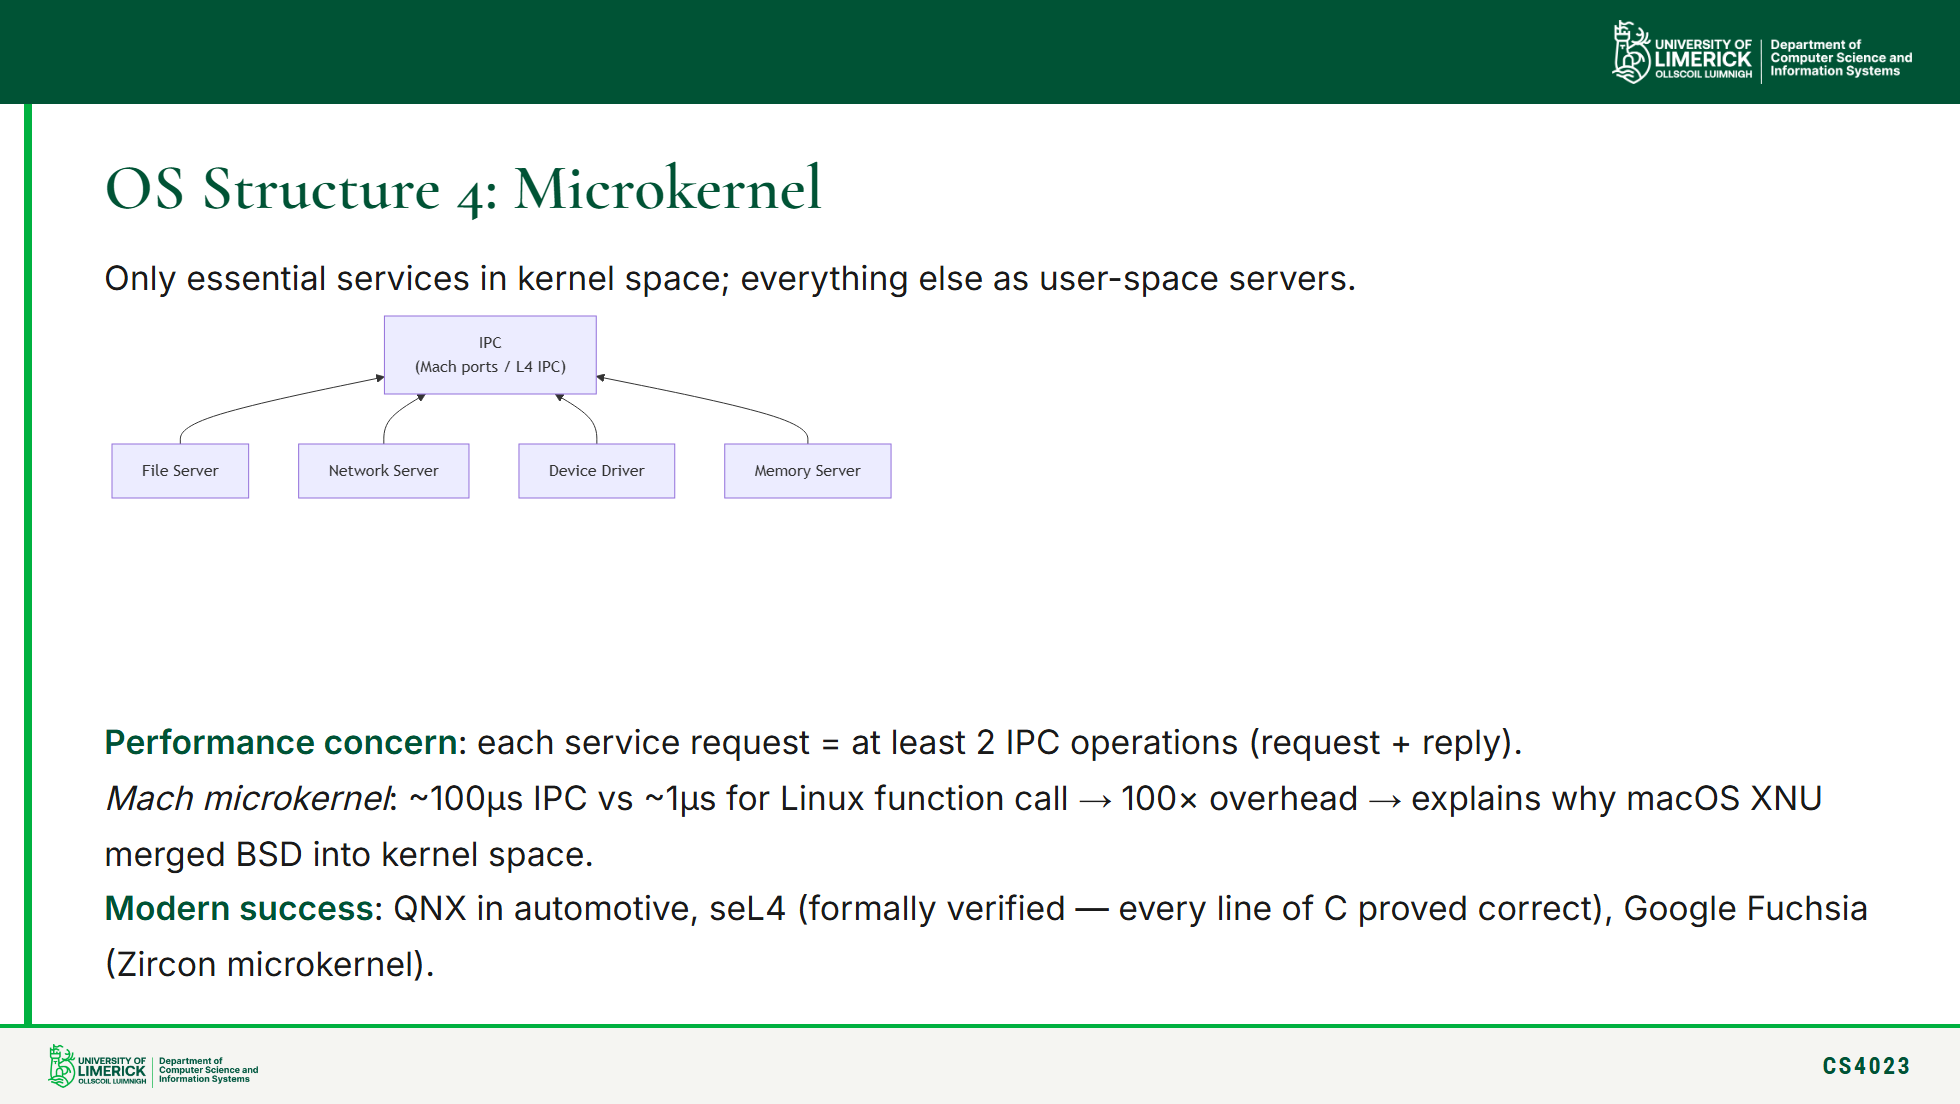 UNIVERSITY OF
LIMERICK
OLLSCOIL LUIMNIGH
Department of
Computer Science and
Information Systems
OS Structure 4: Microkernel
Only essential services in kernel space; everything else as user-space servers.
IPC
(Mach ports / L4 IPC)
File Server
Network Server
Device Driver
Memory Server
Performance concern: each service request = at least 2 IPC operations (request + reply).
Mach microkernel: ~100µs IPC vs ~1µs for Linux function call → 100× overhead → explains why macOS XNU
merged BSD into kernel space.
Modern success: QNX in automotive, seL4 (formally verified — every line of C proved correct), Google Fuchsia
(Zircon microkernel).
UNIVERSITY OF
LIMERICK
OLLSCOIL LUIMNIGH
Department of
Computer Science and
Information Systems
CS4023